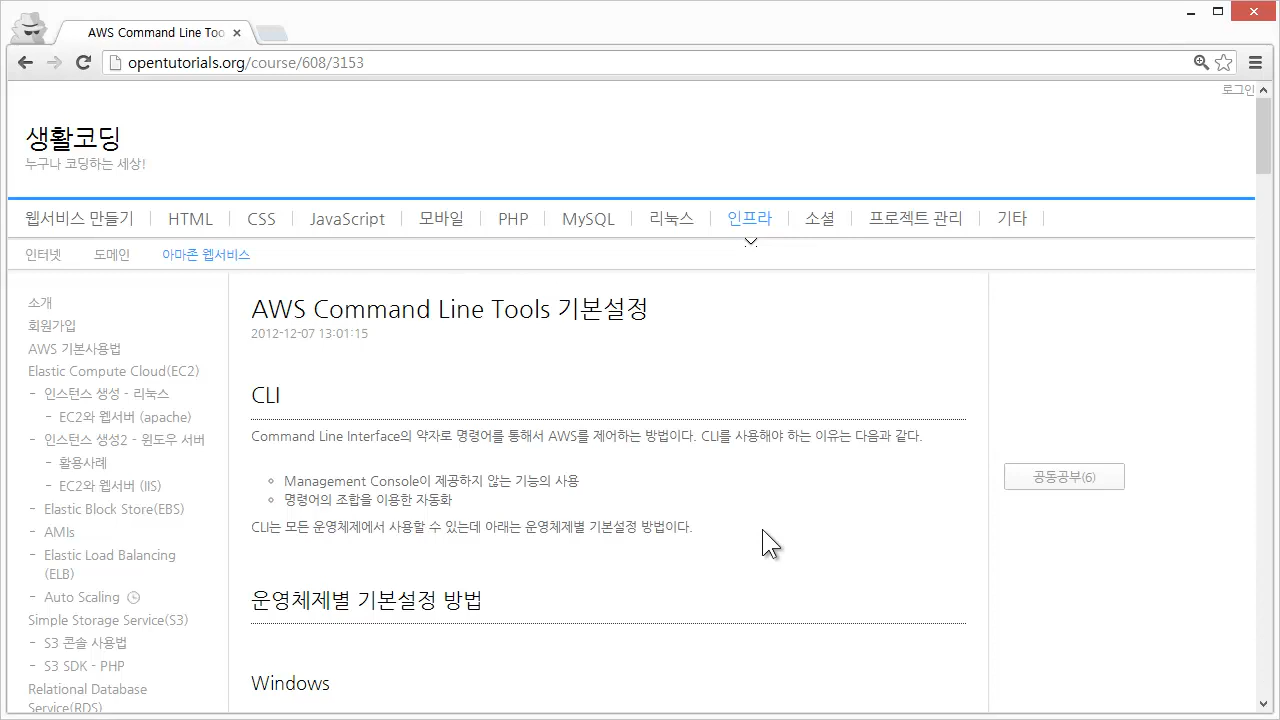 AWS Command Line Too
opentutorials.org/course/608/3153
로그인
생활코딩
누구나 코딩하는 세상!
웹서비스 만들기 HTML CSS JavaScript 모바일 PHP MySQL 리눅스 인프라 소셜 프로젝트 관리 기타
인터넷 도메인 아마존 웹서비스
소개
회원가입
AWS 기본사용법
Elastic Compute Cloud(EC2)
- 인스턴스 생성 - 리눅스
- EC2와 웹서버 (apache)
- 인스턴스 생성2 - 윈도우 서버
- 활용사례
- EC2와 웹서버 (IIS)
- Elastic Block Store(EBS)
- AMIs
- Elastic Load Balancing
(ELB)
- Auto Scaling
Simple Storage Service(S3)
- S3 콘솔 사용법
- S3 SDK - PHP
Relational Database
Service(RDS)
AWS Command Line Tools 기본설정
2012-12-07 13:01:15
CLI
Command Line Interface의 약자로 명령어를 통해서 AWS를 제어하는 방법이다. CLI를 사용해야 하는 이유는 다음과 같다.
Management Console이 제공하지 않는 기능의 사용
명령어의 조합을 이용한 자동화
CLI는 모든 운영체제에서 사용할 수 있는데 아래는 운영체제별 기본설정 방법이다.
운영체제별 기본설정 방법
Windows
공동공부(6)